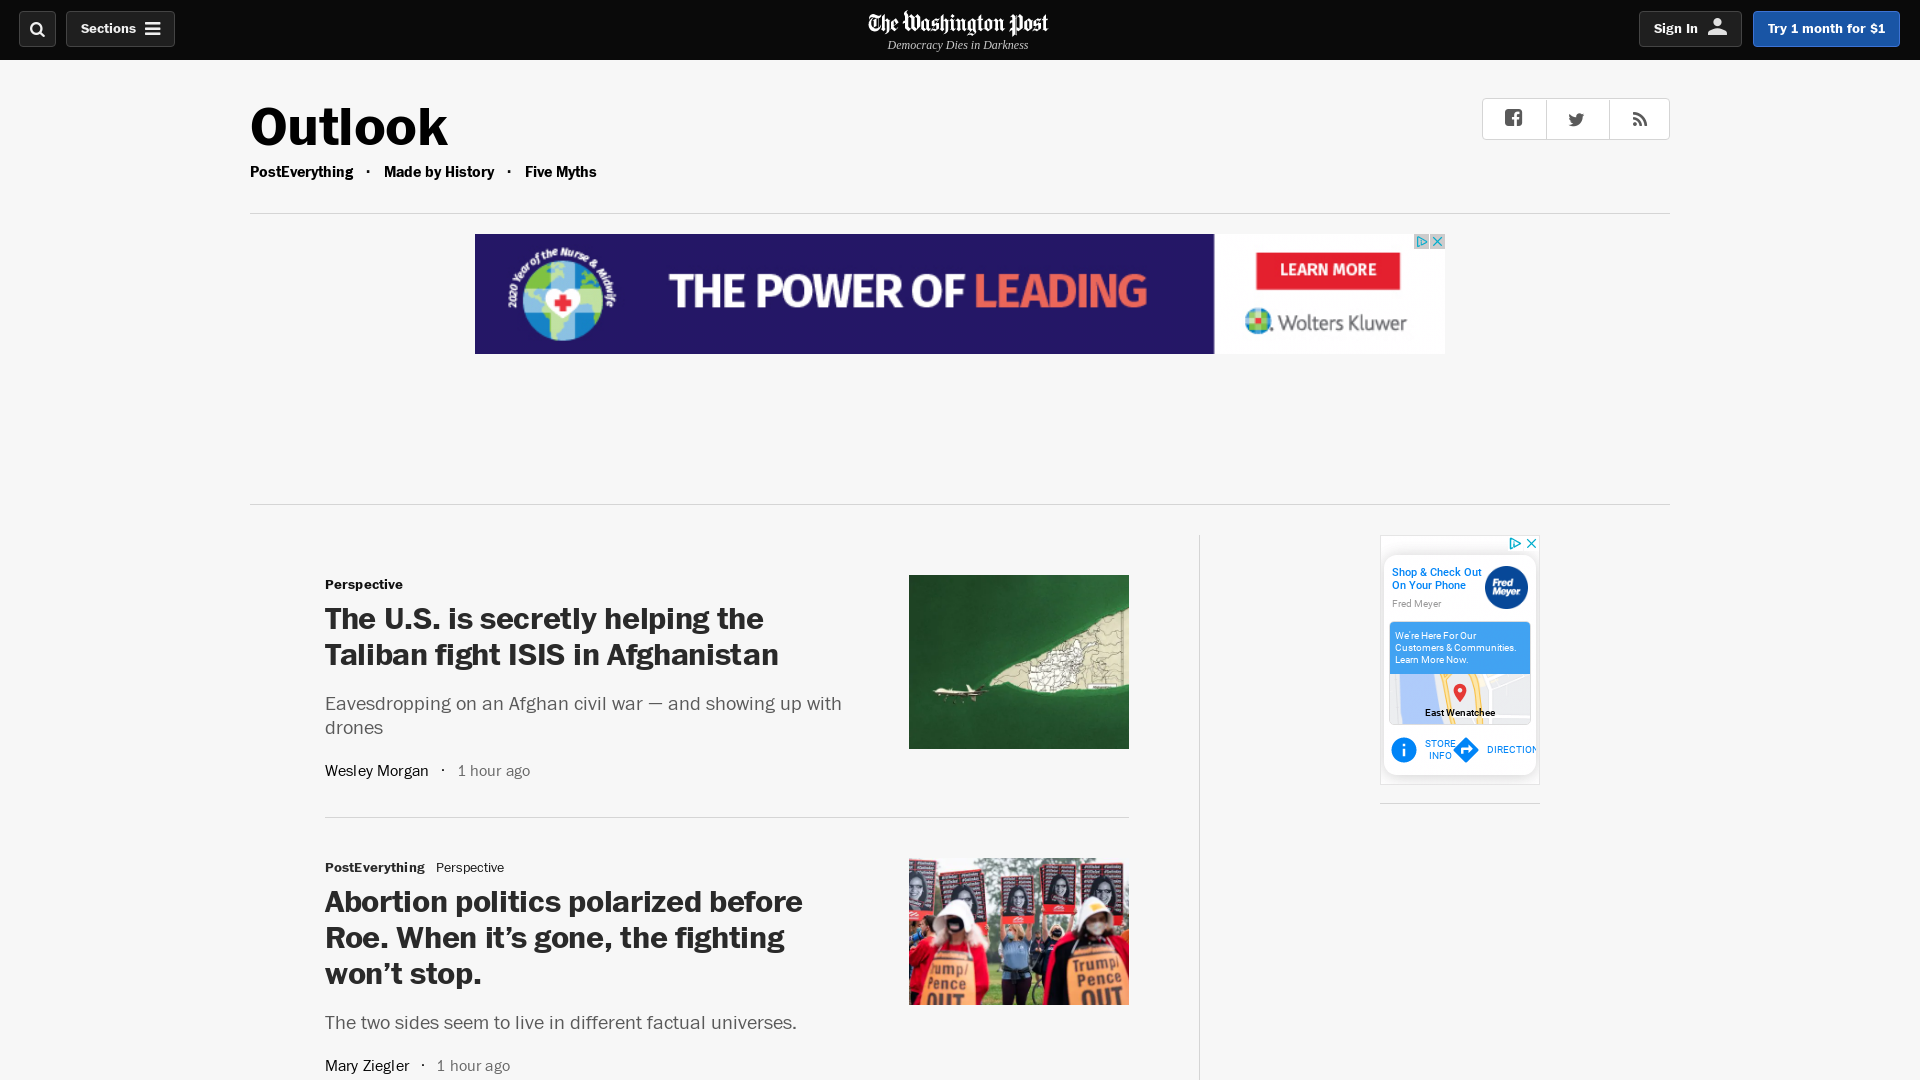 Sections
The Washington Post
Democracy Dies in Darkness
Sign In
Try 1 month for $1
Outlook
PostEverything · Made by History · Five Myths
2020 Year of the Nurse & Midwife
THE POWER OF LEADING
LEARN MORE
Wolters Kluwer
Perspective
The U.S. is secretly helping the
Taliban fight ISIS in Afghanistan
Eavesdropping on an Afghan civil war — and showing up with
drones
Wesley Morgan · 1 hour ago
Shop & Check Out
On Your Phone
Fred Meyer
Fred
Meyer
We're Here For Our
Customers & Communities.
Learn More Now.
East Wenatchee
STORE
INFO
DIRECTION
PostEverything Perspective
Abortion politics polarized before
Roe. When it’s gone, the fighting
won’t stop.
The two sides seem to live in different factual universes.
Mary Ziegler · 1 hour ago
Trump/
Pence
OUT
Trump/
Pence
OUT